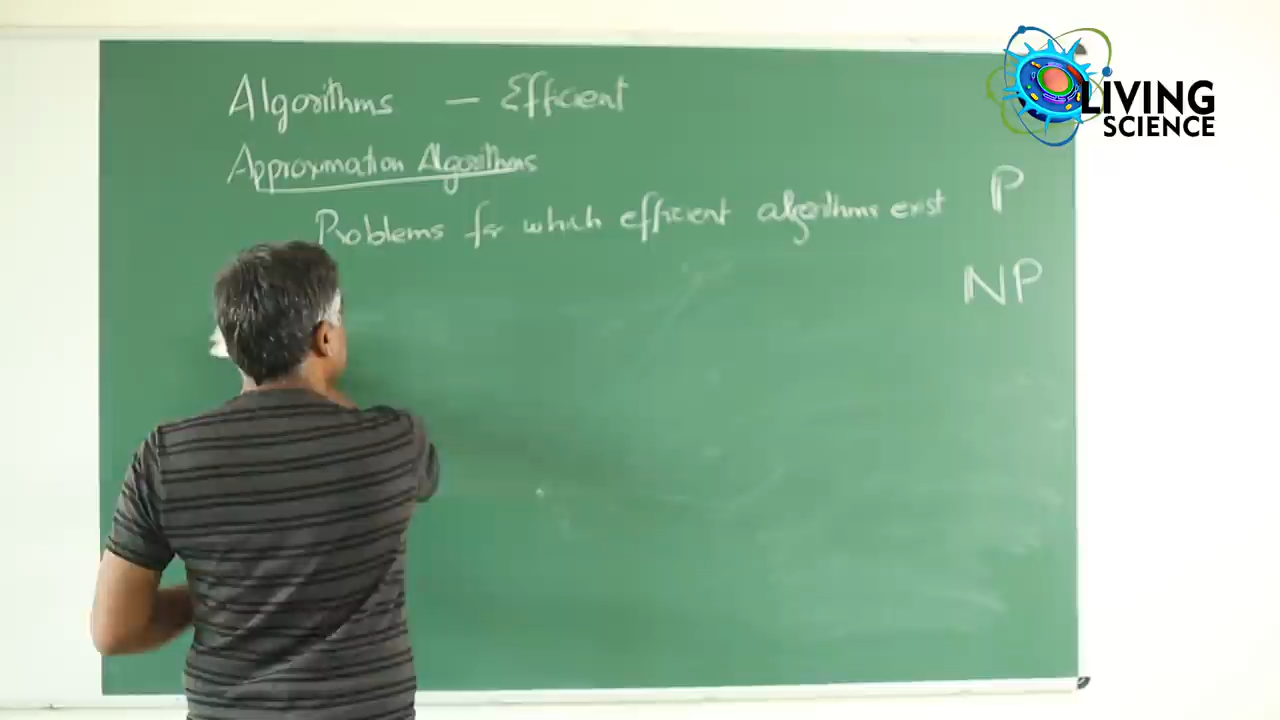 Algorithms — Efficient
Approximation Algorithms
Problems for which efficient algorithms exist P
NP
LIVING
SCIENCE